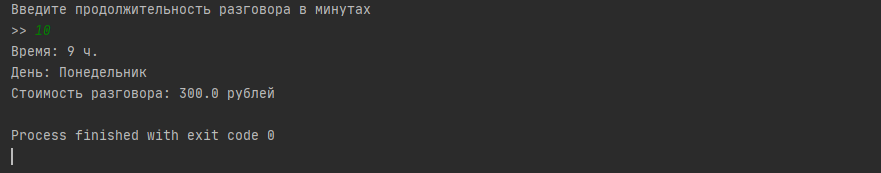 Введите продолжительность разговора в минутах
>> 10
Время: 9 ч.
День: Понедельник
Стоимость разговора: 300.0 рублей
Process finished with exit code 0